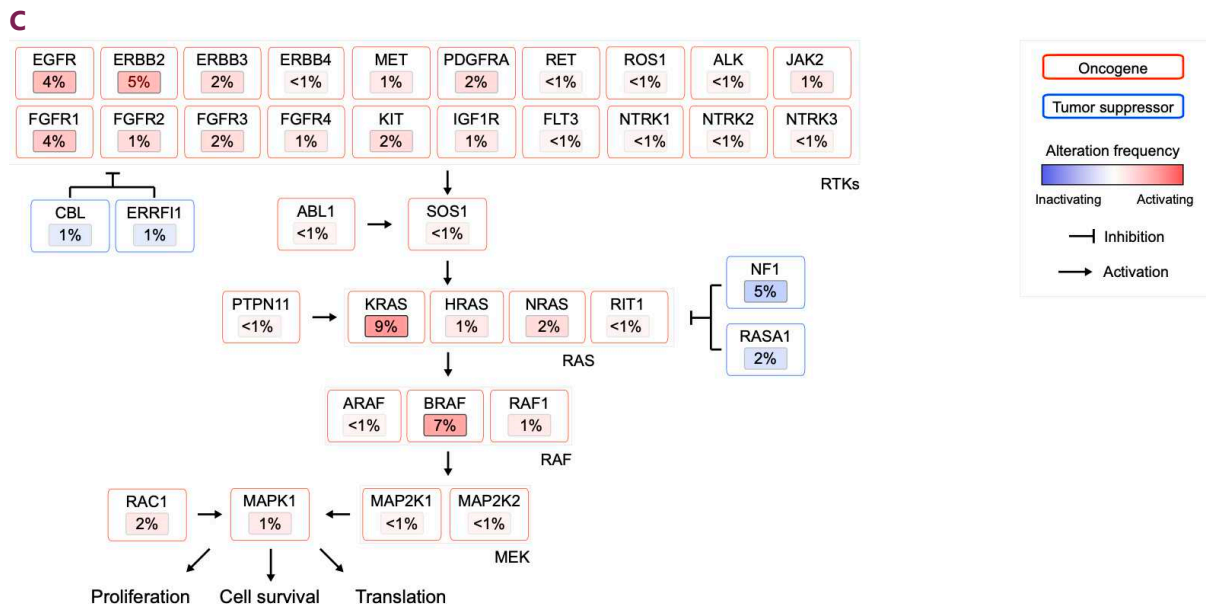 C
EGFR ERBB2 ERBB3 ERBB4 MET PDGFRA RET ROS1 ALK JAK2
4% 5% 2% <1% 1% 2% <1% <1% <1% 1%
FGFR1 FGFR2 FGFR3 FGFR4 KIT IGF1R FLT3 NTRK1 NTRK2 NTRK3
4% 1% 2% 1% 2% 1% <1% <1% <1% <1%
RTKs
CBL ERRFI1
1% 1%
ABL1 SOS1
<1% <1%
PTPN11 KRAS HRAS NRAS RIT1
<1% 9% 1% 2% <1%
RAS
NF1
5%
RASA1
2%
ARAF BRAF RAF1
<1% 7% 1%
RAF
RAC1 MAPK1 MAP2K1 MAP2K2
2% 1% <1% <1%
MEK
Proliferation Cell survival Translation
Oncogene
Tumor suppressor
Alteration frequency
Inactivating Activating
Inhibition
Activation